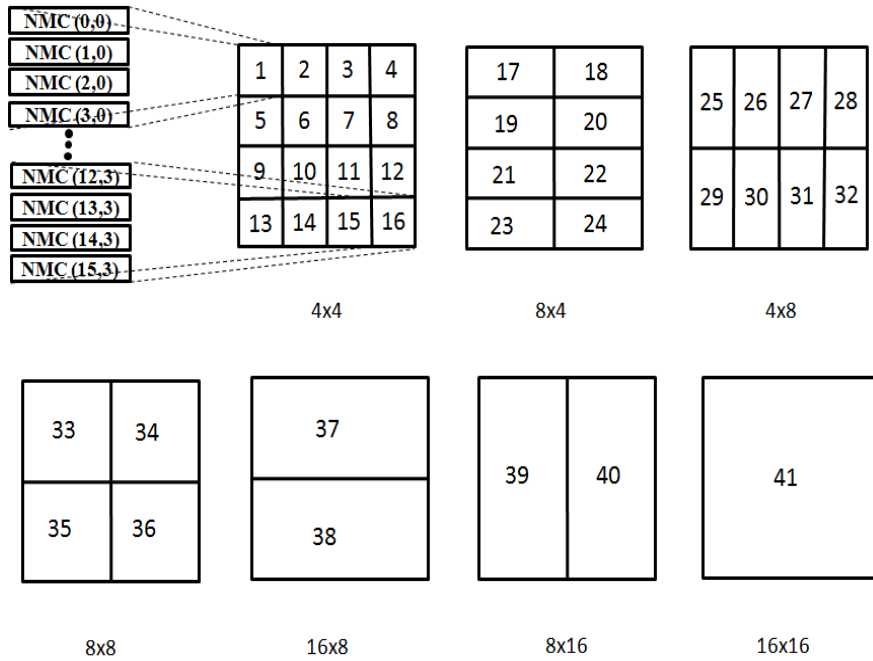 NMC (0,0)
NMC (1,0)
NMC (2,0)
NMC (3,0)
NMC (12,3)
NMC (13,3)
NMC (14,3)
NMC (15,3)
1 2 3 4
5 6 7 8
9 10 11 12
13 14 15 16
4x4
17 18
19 20
21 22
23 24
8x4
25 26 27 28
29 30 31 32
4x8
33 34
35 36
8x8
37
38
16x8
39 40
8x16
41
16x16